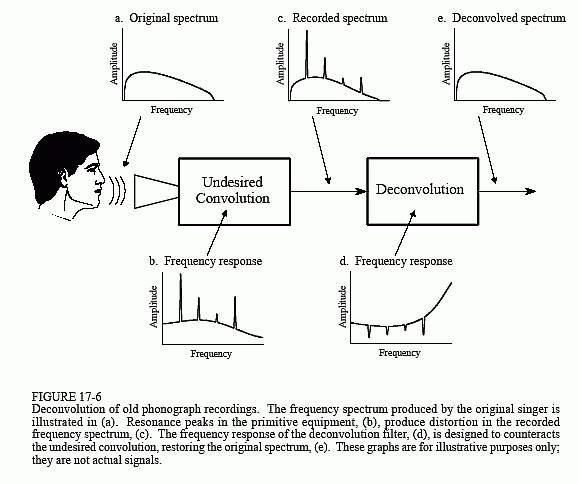 a. Original spectrum
c. Recorded spectrum
e. Deconvolved spectrum
Amplitude
Frequency
Amplitude
Frequency
Amplitude
Frequency
Undesired
Convolution
Deconvolution
b. Frequency response
d. Frequency response
Amplitude
Frequency
Amplitude
Frequency
FIGURE 17-6
Deconvolution of old phonograph recordings. The frequency spectrum produced by the original singer is
illustrated in (a). Resonance peaks in the primitive equipment, (b), produce distortion in the recorded
frequency spectrum, (c). The frequency response of the deconvolution filter, (d), is designed to counteracts
the undesired convolution, restoring the original spectrum, (e). These graphs are for illustrative purposes only;
they are not actual signals.